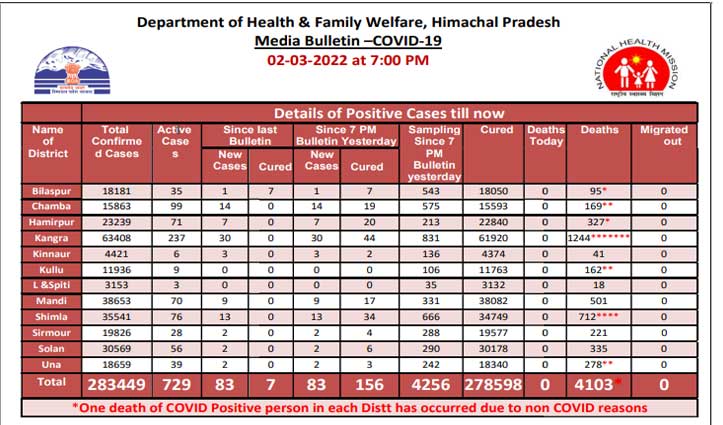 Department of Health & Family Welfare, Himachal Pradesh
Media Bulletin –COVID-19
02-03-2022 at 7:00 PM
NATIONAL HEALTH MISSION
राष्ट्रीय स्वास्थ्य मिशन
Details of Positive Cases till now
Name of District Total Confirme d Cases Active Case s Since last Bulletin Since 7 PM Bulletin Yesterday Sampling Since 7 PM Bulletin yesterday Cured Deaths Today Deaths Migrated out
New Cases Cured New Cases Cured
Bilaspur 18181 35 1 7 1 7 543 18050 0 95* 0
Chamba 15863 99 14 0 14 19 575 15593 0 169** 0
Hamirpur 23239 71 7 0 7 20 213 22840 0 327* 0
Kangra 63408 237 30 0 30 44 831 61920 0 1244******* 0
Kinnaur 4421 6 3 0 3 2 136 4374 0 41 0
Kullu 11936 9 0 0 0 0 106 11763 0 162** 0
L &Spiti 3153 3 0 0 0 0 35 3132 0 18 0
Mandi 38653 70 9 0 9 17 331 38082 0 501 0
Shimla 35541 76 13 0 13 34 666 34749 0 712**** 0
Sirmour 19826 28 2 0 2 4 288 19577 0 221 0
Solan 30569 56 2 0 2 6 290 30178 0 335 0
Una 18659 39 2 0 2 3 242 18340 0 278** 0
Total 283449 729 83 7 83 156 4256 278598 0 4103* 0
*One death of COVID Positive person in each Distt has occurred due to non COVID reasons